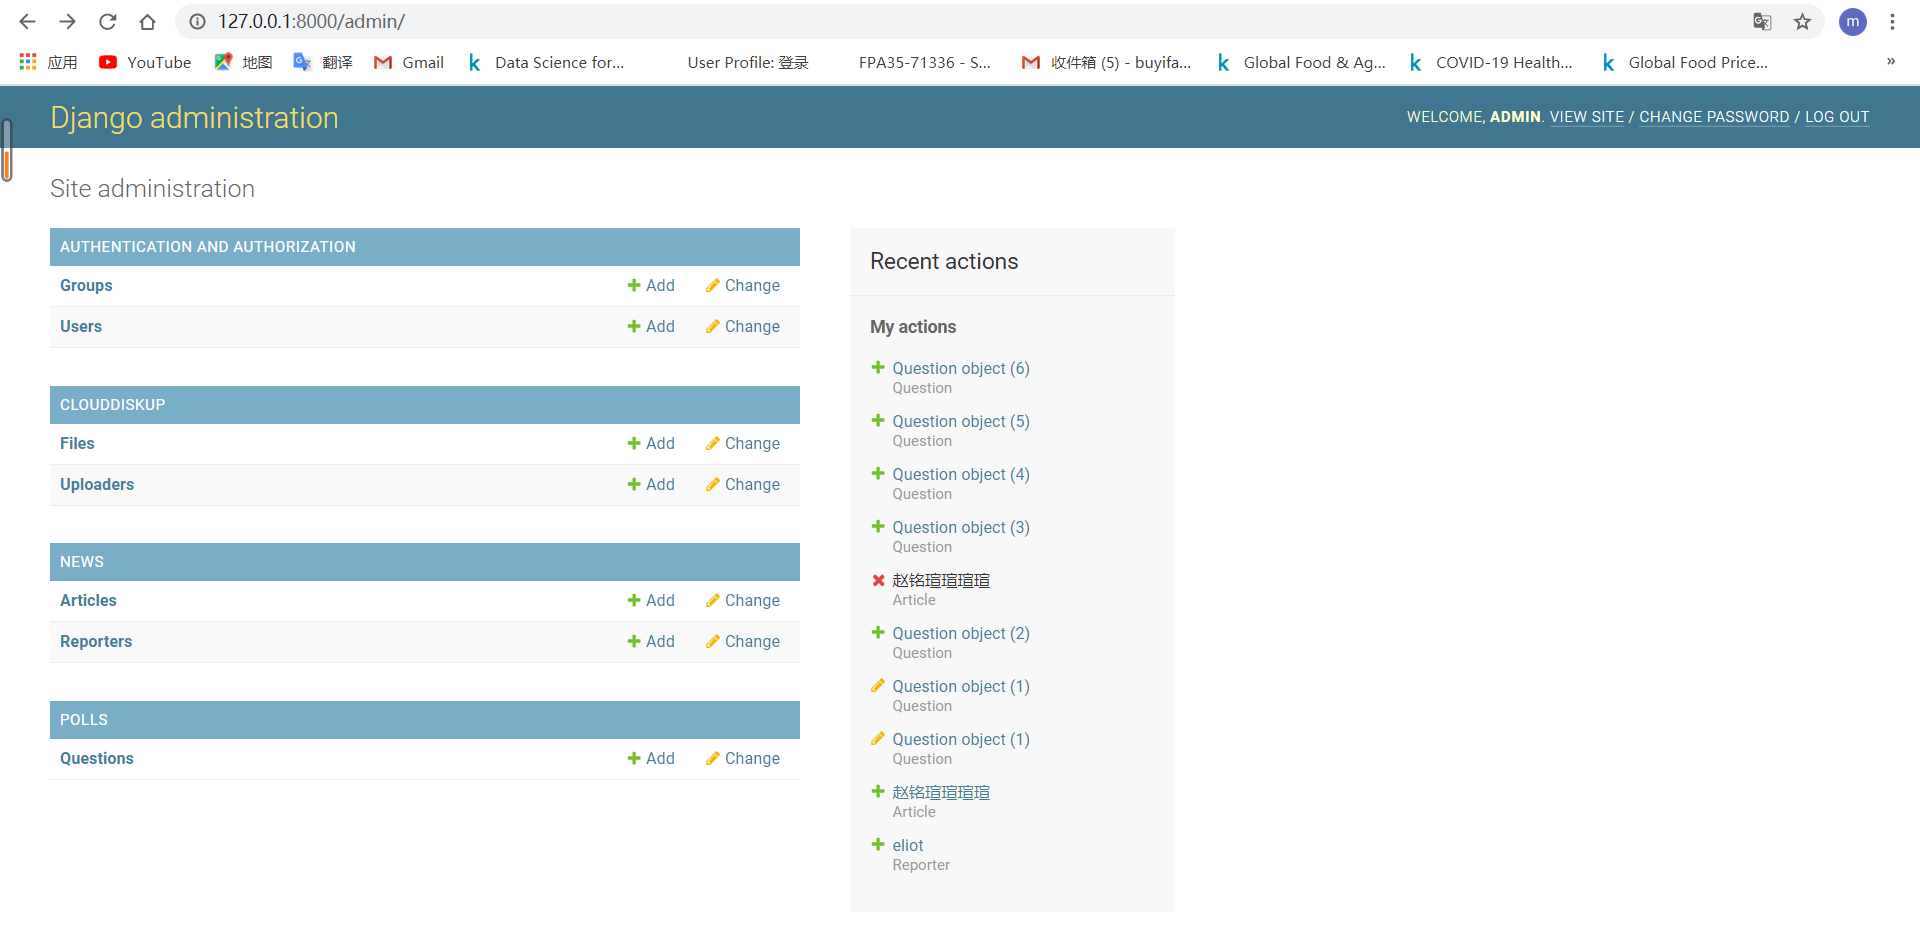 127.0.0.1:8000/admin/
m
应用 YouTube 地图 翻译 Gmail Data Science for... User Profile: 登录 FPA35-71336 - S... 收件箱 (5) - buyifa... Global Food & Ag... COVID-19 Health... Global Food Price... »
Django administration
WELCOME, ADMIN. VIEW SITE / CHANGE PASSWORD / LOG OUT
Site administration
AUTHENTICATION AND AUTHORIZATION
Groups Add Change
Users Add Change
CLOUDDISKUP
Files Add Change
Uploaders Add Change
NEWS
Articles Add Change
Reporters Add Change
POLLS
Questions Add Change
Recent actions
My actions
Question object (6)
Question
Question object (5)
Question
Question object (4)
Question
Question object (3)
Question
赵铭瑄瑄瑄瑄
Article
Question object (2)
Question
Question object (1)
Question
Question object (1)
Question
赵铭瑄瑄瑄瑄
Article
eliot
Reporter